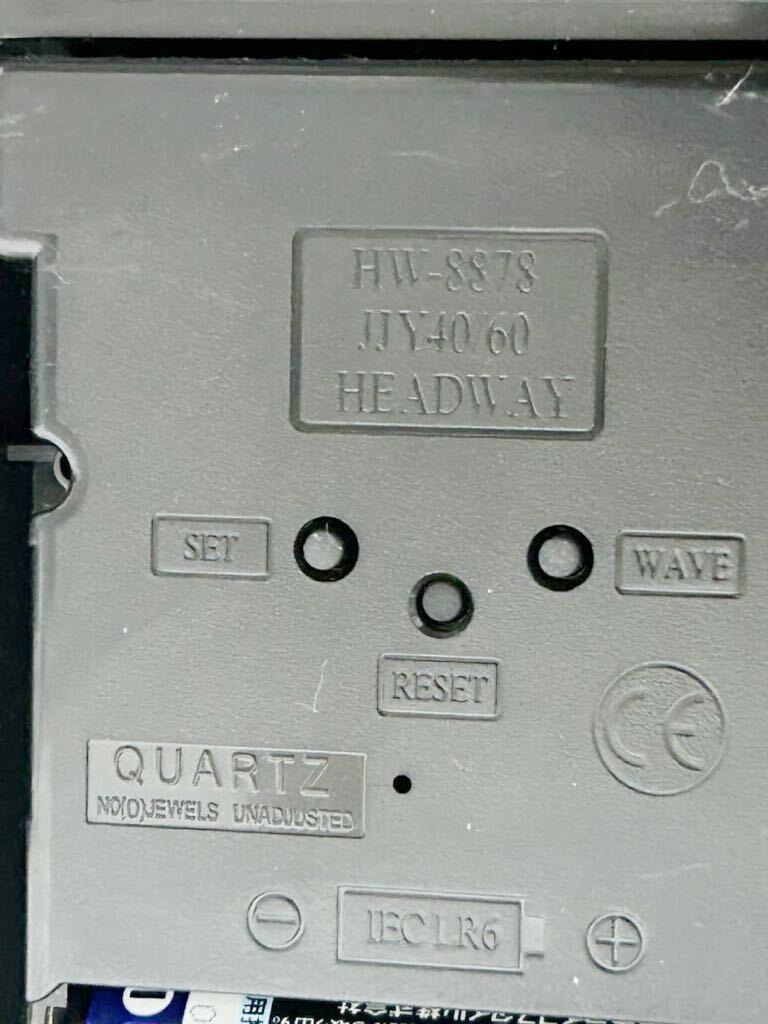 HW-8878
JJY40/60
HEADWAY
SET
WAVE
RESET
CE
QUARTZ
NO(0)JEWELS UNADJUSTED
− IEC LR6 +